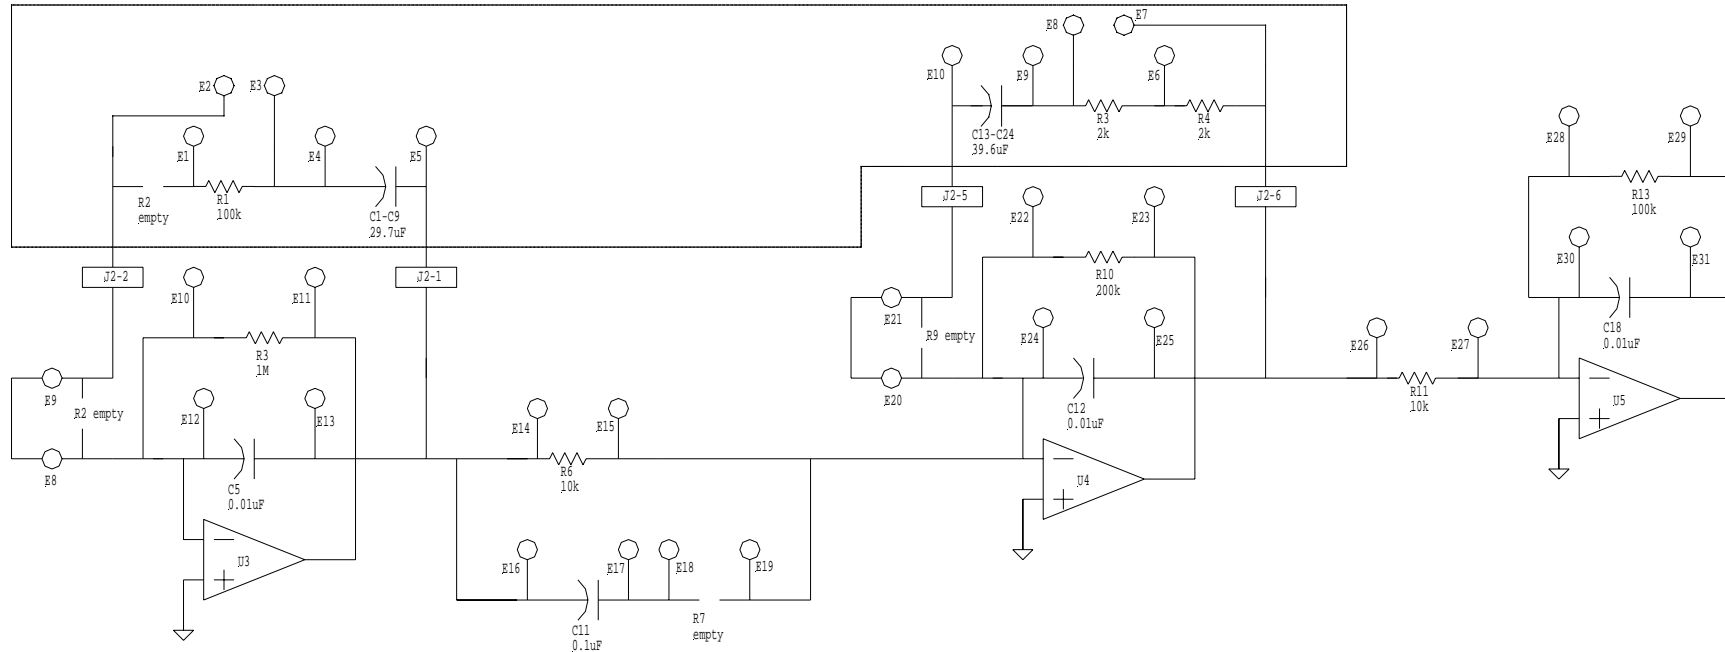 E7
E8
E10
E9
E6
E2
E3
R3
2k
R4
2k
C13-C24
39.6uF
E28
E29
E1
E4
E5
R2
empty
R1
100k
C1-C9
29.7uF
J2-5
J2-6
R13
100k
E22
E23
E30
E31
J2-2
J2-1
R10
200k
E10
E11
E21
R9 empty
E24
E25
E26
E27
C18
0.01uF
R3
1M
E9
E20
R11
10k
U5
C12
0.01uF
R2 empty
E12
E13
E14
E15
E8
C5
0.01uF
R6
10k
U4
U3
E16
E17
E18
E19
C11
0.1uF
R7
empty